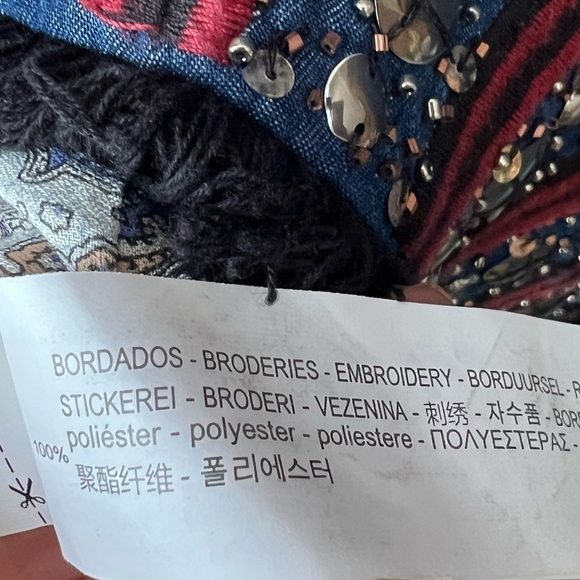 BORDADOS - BRODERIES - EMBROIDERY - BORDUURSEL -
STICKEREI - BRODERI - VEZENINA - 刺绣 - 자수품 -
100% poliéster - polyester - poliestere - ΠΟΛΥΕΣΤΕΡΑΣ -
聚酯纤维 - 폴리에스터